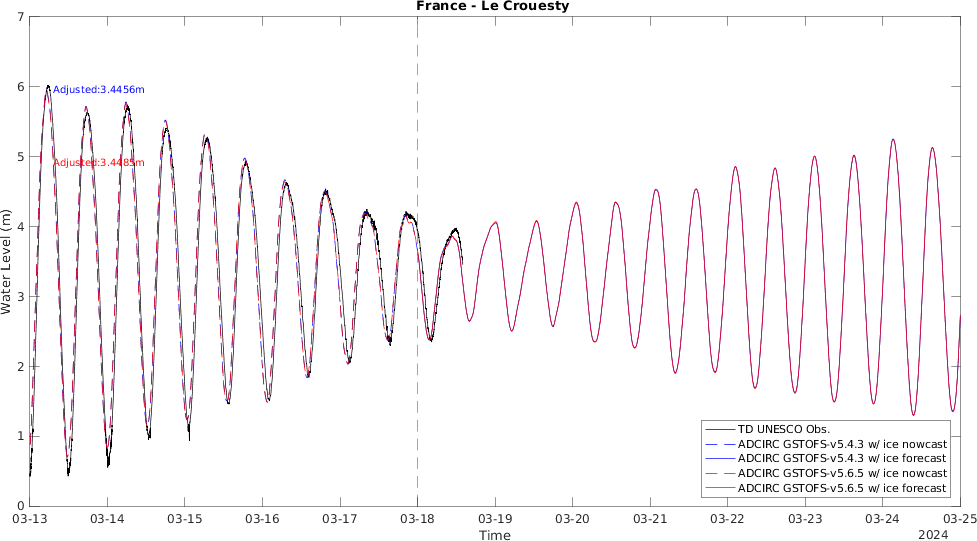 France - Le Crouesty
7
6
5
4
3
2
1
0
Water Level (m)
Adjusted:3.4456m
Adjusted:3.4485m
TD UNESCO Obs.
ADCIRC GSTOFS-v5.4.3 w/ ice nowcast
ADCIRC GSTOFS-v5.4.3 w/ ice forecast
ADCIRC GSTOFS-v5.6.5 w/ ice nowcast
ADCIRC GSTOFS-v5.6.5 w/ ice forecast
03-13 03-14 03-15 03-16 03-17 03-18 03-19 03-20 03-21 03-22 03-23 03-24 03-25
Time
2024